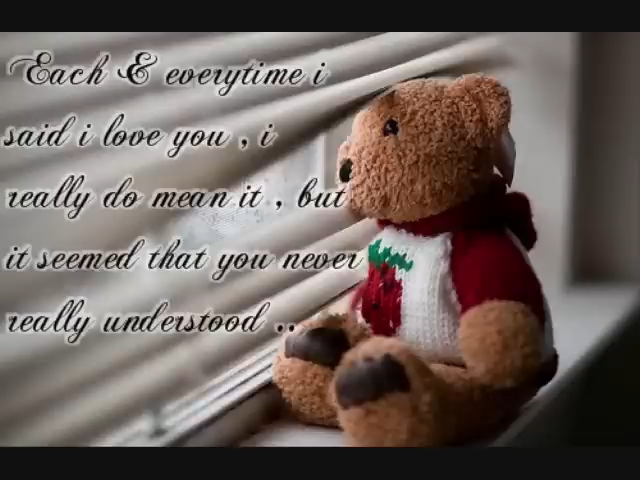 Each & everytime i
said i love you , i
really do mean it , but
it seemed that you never
really understood ..